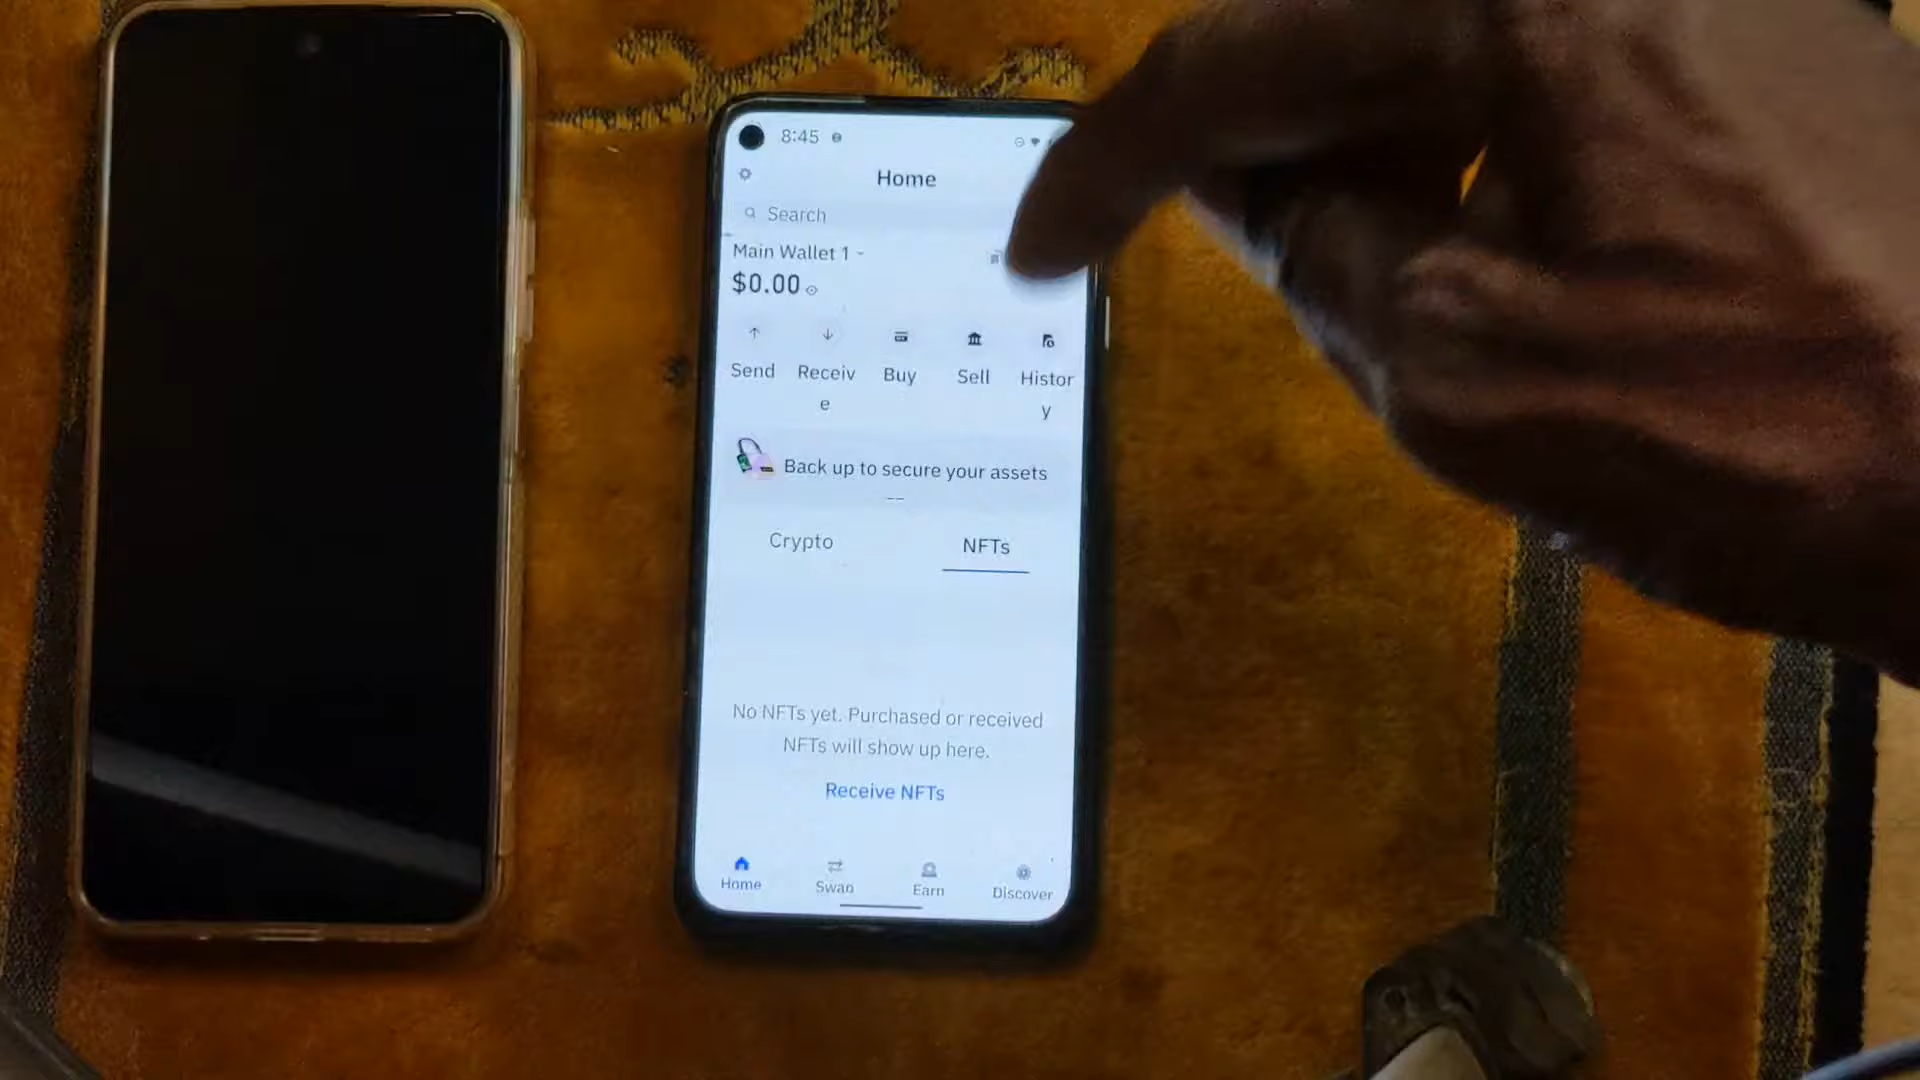 8:45
Home
Search
Main Wallet 1
$0.00
Send Receiv Buy Sell Histor
e y
Back up to secure your assets
Crypto NFTs
No NFTs yet. Purchased or received
NFTs will show up here.
Receive NFTs
Home Swap Earn Discover